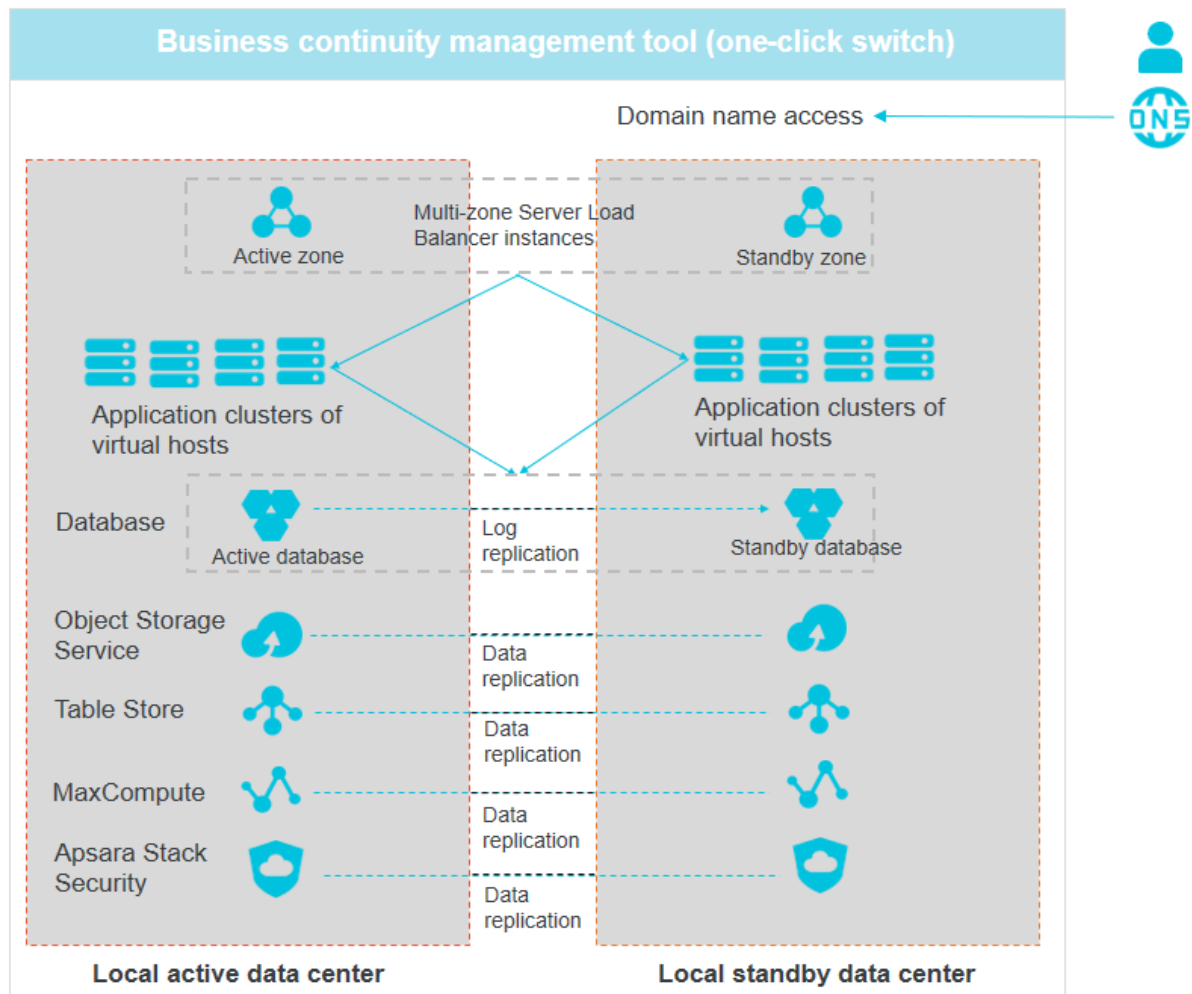 Business continuity management tool (one-click switch)
Domain name access
DNS
Multi-zone Server Load
Balancer instances
Active zone
Standby zone
Application clusters of
virtual hosts
Application clusters of
virtual hosts
Database
Active database
Log
replication
Standby database
Object Storage
Service
Data
replication
Table Store
Data
replication
MaxCompute
Data
replication
Apsara Stack
Security
Data
replication
Local active data center
Local standby data center